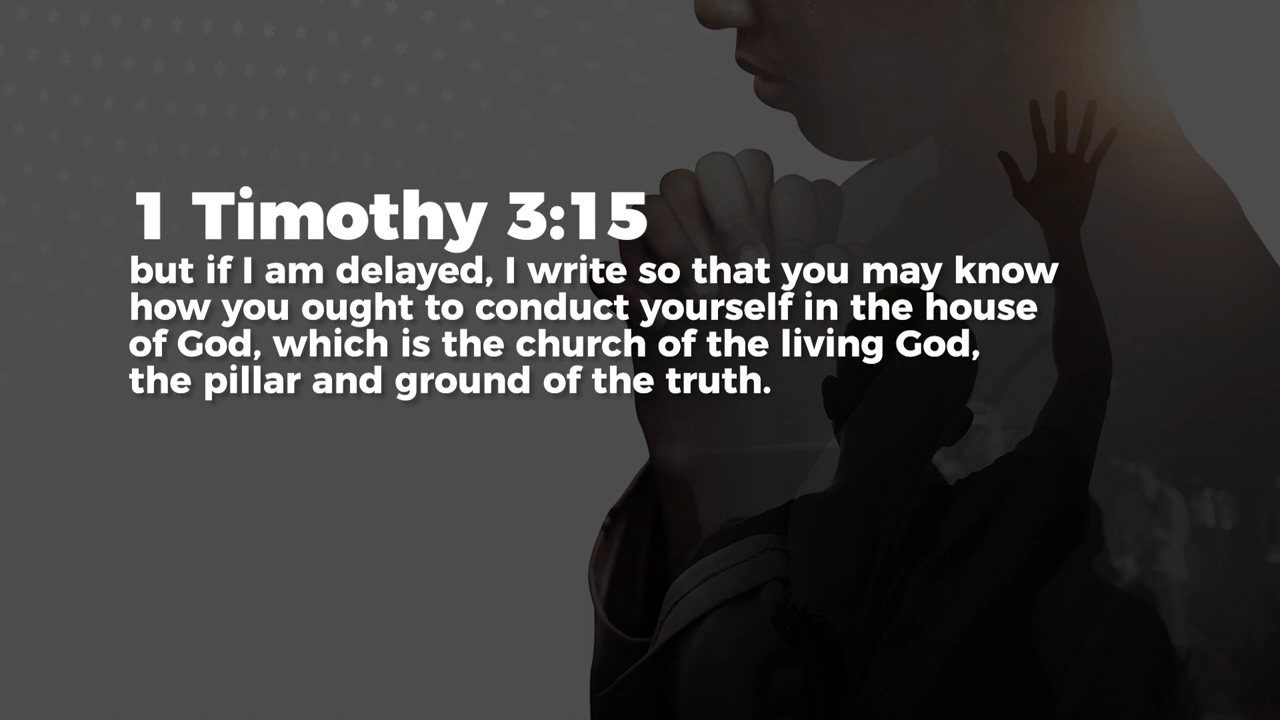 1 Timothy 3:15
but if I am delayed, I write so that you may know
how you ought to conduct yourself in the house
of God, which is the church of the living God,
the pillar and ground of the truth.